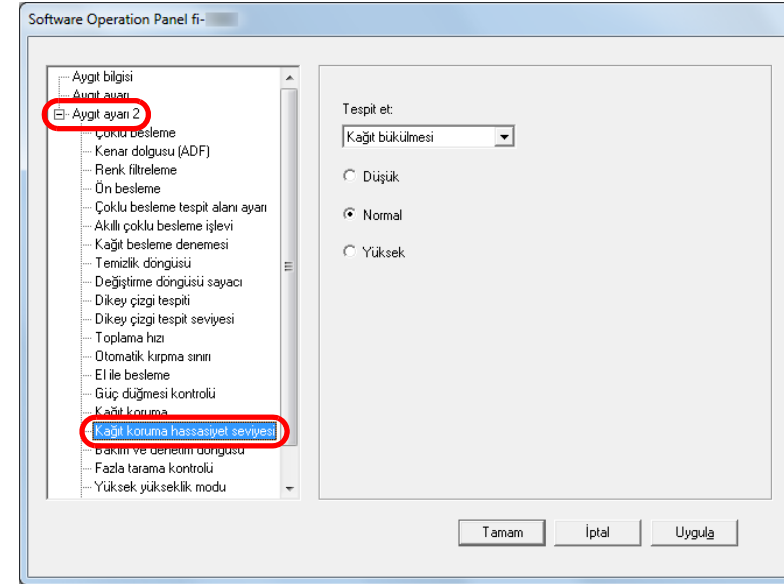 Software Operation Panel fi-
Aygıt bilgisi
Aygıt ayarı
Aygıt ayarı 2
Çoklu besleme
Kenar dolgusu (ADF)
Renk filtreleme
Ön besleme
Çoklu besleme tespit alanı ayarı
Akıllı çoklu besleme işlevi
Kağıt besleme denemesi
Temizlik döngüsü
Değiştirme döngüsü sayacı
Dikey çizgi tespiti
Dikey çizgi tespit seviyesi
Toplama hızı
Otomatik kırpma sınırı
El ile besleme
Güç düğmesi kontrolü
Kağıt koruma
Kağıt koruma hassasiyet seviyesi
Bakım ve denetim döngüsü
Fazla tarama kontrolü
Yüksek yükseklik modu
Tespit et:
Kağıt bükülmesi
Düşük
Normal
Yüksek
Tamam
İptal
Uygula